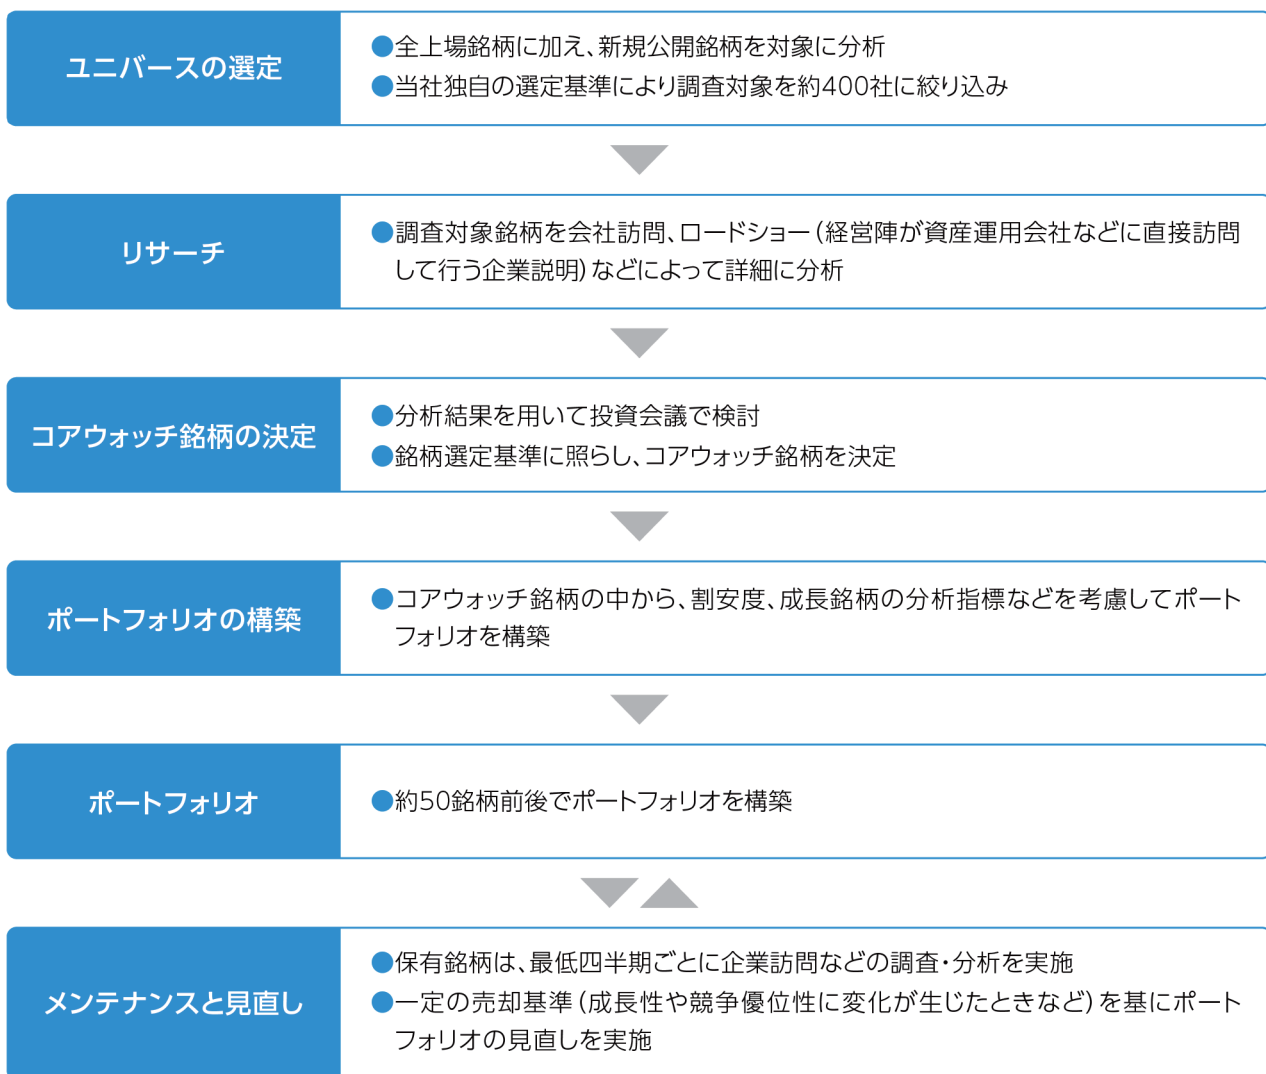 ユニバースの選定
●全上場銘柄に加え、新規公開銘柄を対象に分析
●当社独自の選定基準により調査対象を約400社に絞り込み
リサーチ
●調査対象銘柄を会社訪問、ロードショー(経営陣が資産運用会社などに直接訪問
して行う企業説明)などによって詳細に分析
コアウォッチ銘柄の決定
●分析結果を用いて投資会議で検討
●銘柄選定基準に照らし、コアウォッチ銘柄を決定
ポートフォリオの構築
●コアウォッチ銘柄の中から、割安度、成長銘柄の分析指標などを考慮してポート
フォリオを構築
ポートフォリオ
●約50銘柄前後でポートフォリオを構築
メンテナンスと見直し
●保有銘柄は、最低四半期ごとに企業訪問などの調査・分析を実施
●一定の売却基準(成長性や競争優位性に変化が生じたときなど)を基にポート
フォリオの見直しを実施